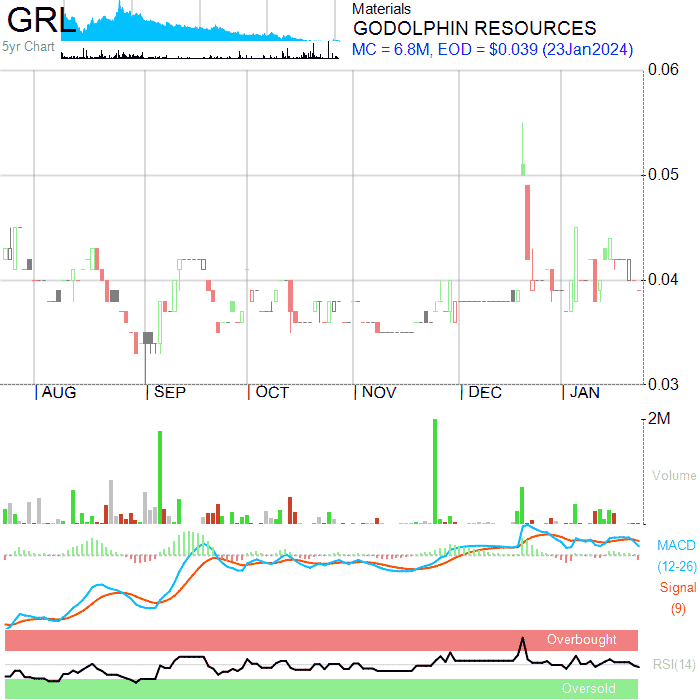 GRL
5yr Chart
Materials
GODOLPHIN RESOURCES
MC = 6.8M, EOD = $0.039 (23Jan2024)
0.06
0.05
0.04
0.03
AUG SEP OCT NOV DEC JAN
2M
Volume
MACD
(12-26)
Signal
(9)
Overbought
RSI(14)
Oversold